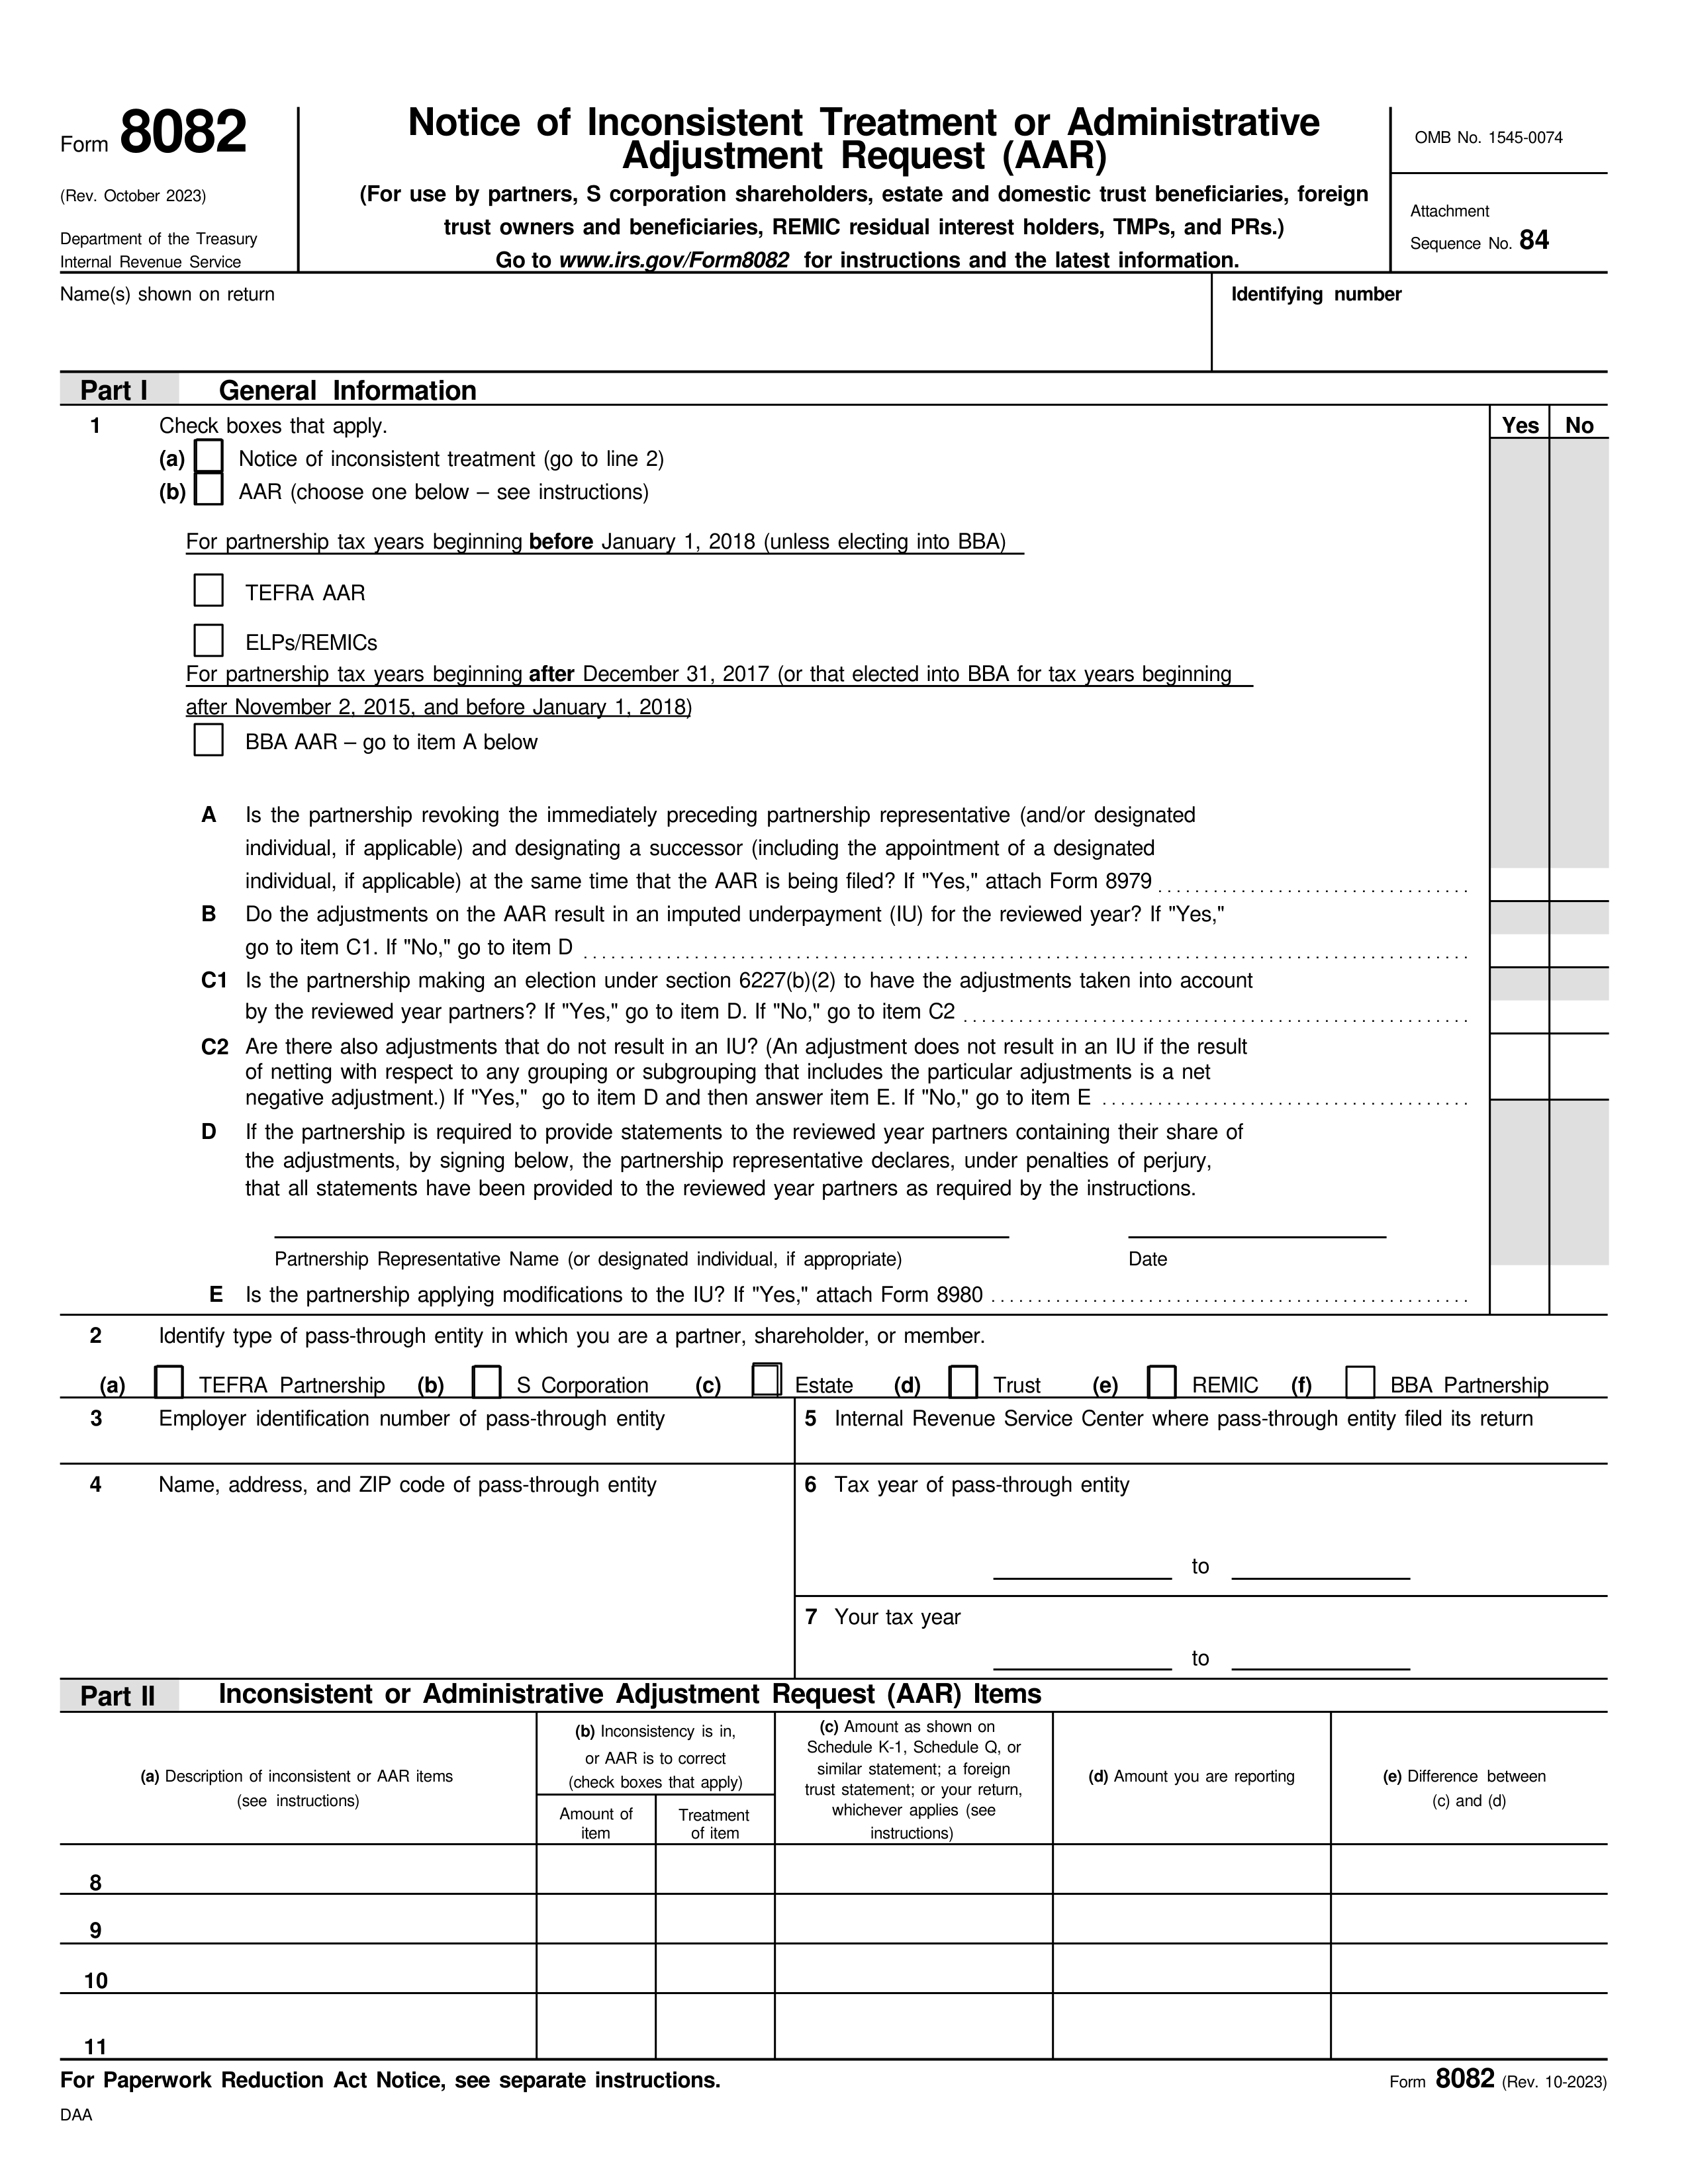 Form 8082
(Rev. October 2023)
Department of the Treasury
Internal Revenue Service
Notice of Inconsistent Treatment or Administrative
Adjustment Request (AAR)
(For use by partners, S corporation shareholders, estate and domestic trust beneficiaries, foreign
trust owners and beneficiaries, REMIC residual interest holders, TMPs, and PRs.)
Go to www.irs.gov/Form8082 for instructions and the latest information.
OMB No. 1545-0074
Attachment
Sequence No. 84
Name(s) shown on return
Identifying number
Part I General Information
1 Check boxes that apply.
Yes No
(a) Notice of inconsistent treatment (go to line 2)
(b) AAR (choose one below – see instructions)
For partnership tax years beginning before January 1, 2018 (unless electing into BBA)
TEFRA AAR
ELPs/REMICs
For partnership tax years beginning after December 31, 2017 (or that elected into BBA for tax years beginning
after November 2, 2015, and before January 1, 2018)
BBA AAR – go to item A below
A Is the partnership revoking the immediately preceding partnership representative (and/or designated
individual, if applicable) and designating a successor (including the appointment of a designated
individual, if applicable) at the same time that the AAR is being filed? If "Yes," attach Form 8979
B Do the adjustments on the AAR result in an imputed underpayment (IU) for the reviewed year? If "Yes,"
go to item C1. If "No," go to item D
C1 Is the partnership making an election under section 6227(b)(2) to have the adjustments taken into account
by the reviewed year partners? If "Yes," go to item D. If "No," go to item C2
C2 Are there also adjustments that do not result in an IU? (An adjustment does not result in an IU if the result
of netting with respect to any grouping or subgrouping that includes the particular adjustments is a net
negative adjustment.) If "Yes," go to item D and then answer item E. If "No," go to item E
D If the partnership is required to provide statements to the reviewed year partners containing their share of
the adjustments, by signing below, the partnership representative declares, under penalties of perjury,
that all statements have been provided to the reviewed year partners as required by the instructions.
Partnership Representative Name (or designated individual, if appropriate)
Date
E Is the partnership applying modifications to the IU? If "Yes," attach Form 8980
2 Identify type of pass-through entity in which you are a partner, shareholder, or member.
(a) TEFRA Partnership (b) S Corporation (c) Estate (d) Trust (e) REMIC (f) BBA Partnership
3 Employer identification number of pass-through entity
5 Internal Revenue Service Center where pass-through entity filed its return
4 Name, address, and ZIP code of pass-through entity
6 Tax year of pass-through entity
to
7 Your tax year
to
Part II Inconsistent or Administrative Adjustment Request (AAR) Items
(a) Description of inconsistent or AAR items
(see instructions)
(b) Inconsistency is in,
or AAR is to correct
(check boxes that apply)
Amount of
item
Treatment
of item
(c) Amount as shown on
Schedule K-1, Schedule Q, or
similar statement; a foreign
trust statement; or your return,
whichever applies (see
instructions)
(d) Amount you are reporting
(e) Difference between
(c) and (d)
8
9
10
11
For Paperwork Reduction Act Notice, see separate instructions.
Form 8082 (Rev. 10-2023)
DAA